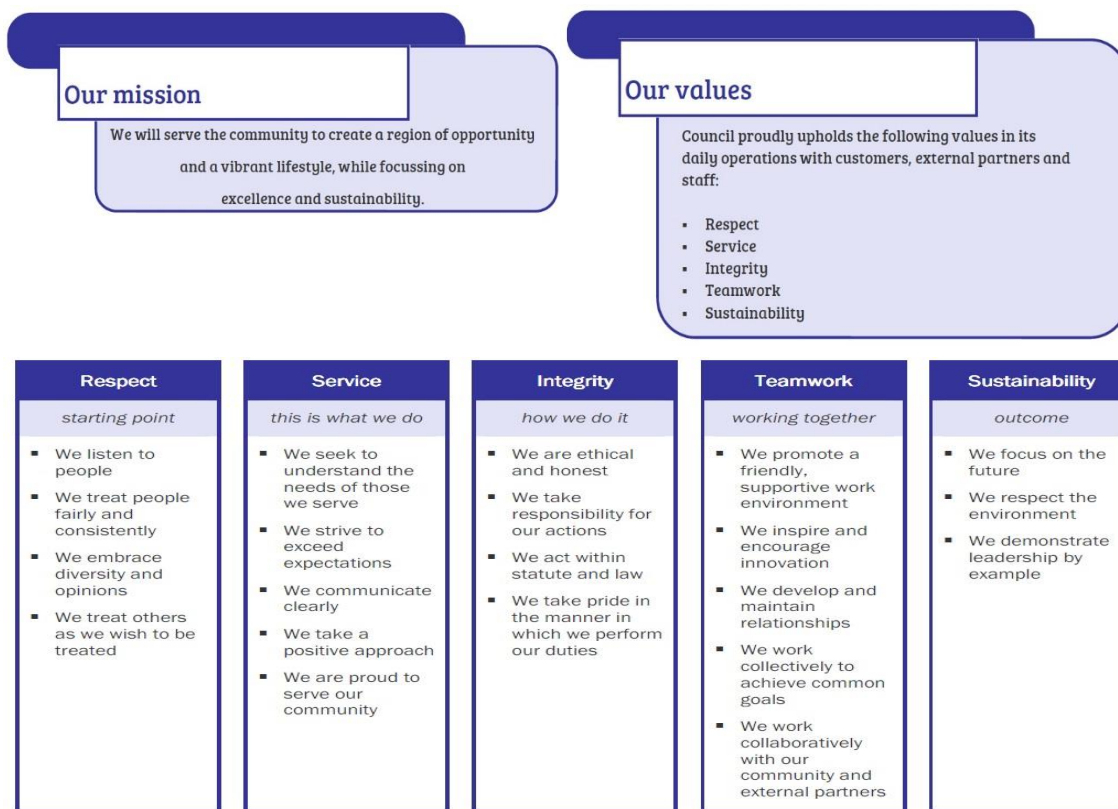 Our mission
We will serve the community to create a region of opportunity
and a vibrant lifestyle, while focussing on
excellence and sustainability.
Our values
Council proudly upholds the following values in its
daily operations with customers, external partners and
staff:
▪ Respect
▪ Service
▪ Integrity
▪ Teamwork
▪ Sustainability
Respect
starting point
▪ We listen to
people
▪ We treat people
fairly and
consistently
▪ We embrace
diversity and
opinions
▪ We treat others
as we wish to be
treated
Service
this is what we do
▪ We seek to
understand the
needs of those
we serve
▪ We strive to
exceed
expectations
▪ We communicate
clearly
▪ We take a
positive approach
▪ We are proud to
serve our
community
Integrity
how we do it
▪ We are ethical
and honest
▪ We take
responsibility for
our actions
▪ We act within
statute and law
▪ We take pride in
the manner in
which we perform
our duties
Teamwork
working together
▪ We promote a
friendly,
supportive work
environment
▪ We inspire and
encourage
innovation
▪ We develop and
maintain
relationships
▪ We work
collectively to
achieve common
goals
▪ We work
collaboratively
with our
community and
external partners
Sustainability
outcome
▪ We focus on the
future
▪ We respect the
environment
▪ We demonstrate
leadership by
example